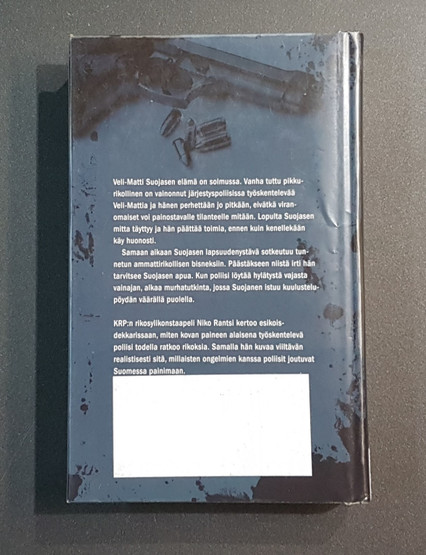 Veli-Matti Suojasen elämä on solmussa. Vanha tuttu pikku-
rikollinen on vainonnut järjestyspoliisissa työskentelevää
Veli-Mattia ja hänen perhettään jo pitkään, eivätkä viran-
omaiset voi painostavalle tilanteelle mitään. Lopulta Suojasen
mitta täyttyy ja hän päättää toimia, ennen kuin kenellekään
käy huonosti.
Samaan aikaan Suojasen lapsuudenystävä sotkeutuu tun-
netun ammattirikollisen bisneksiin. Päästäkseen niistä irti hän
tarvitsee Suojasen apua. Kun poliisi löytää hylätystä vajasta
vainajan, alkaa murhatutkinta, jossa Suojanen istuu kuulustelu-
pöydän väärällä puolella.
KRP:n rikosylikonstaapeli Niko Rantsi kertoo esikois-
dekkarissaan, miten kovan paineen alaisena työskentelevä
poliisi todella ratkoo rikoksia. Samalla hän kuvaa viiltävän
realistisesti sitä, millaisten ongelmien kanssa poliisit joutuvat
Suomessa painimaan.